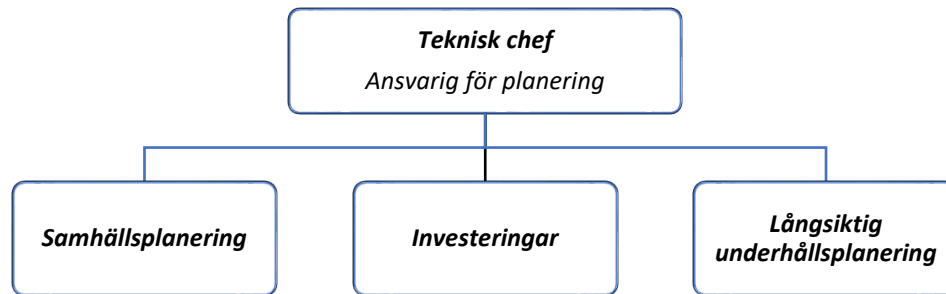 Teknisk chef
Ansvarig för planering
Samhällsplanering
Investeringar
Långsiktig
underhållsplanering